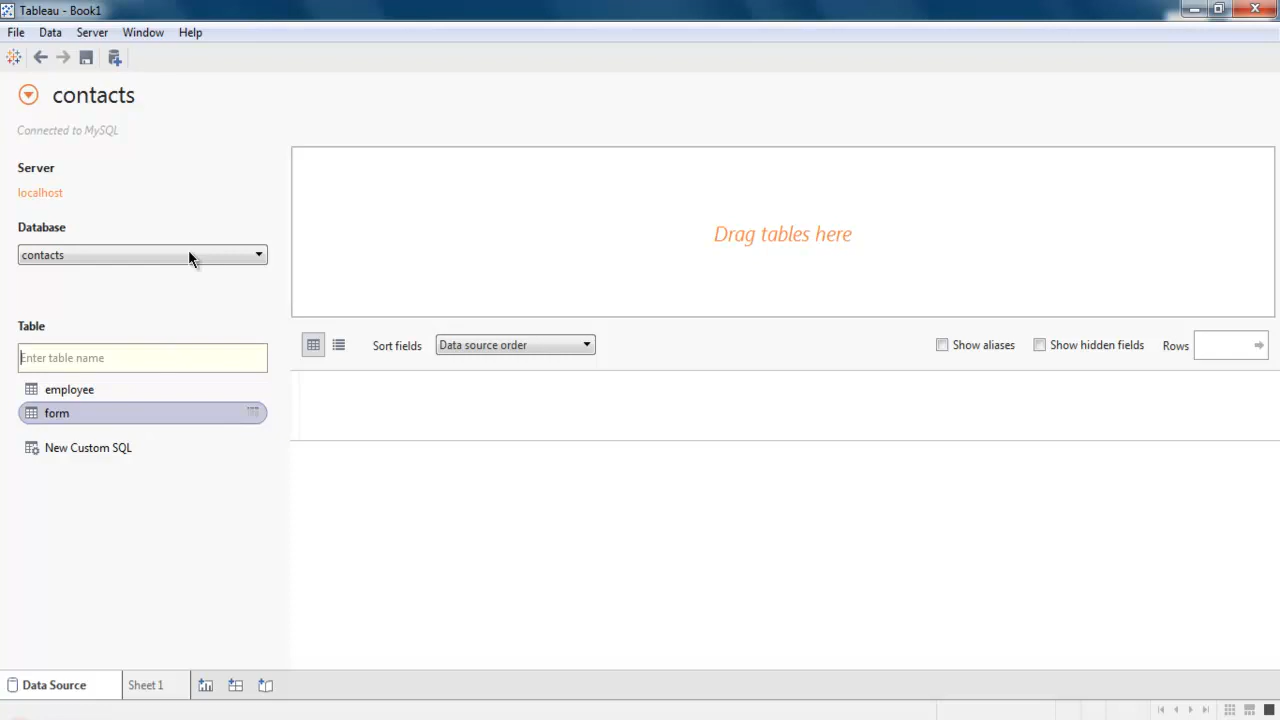 Tableau - Book1
File Data Server Window Help
contacts
Connected to MySQL
Server
localhost
Database
contacts
Drag tables here
Table
Enter table name
Sort fields Data source order Show aliases Show hidden fields Rows
employee
form
New Custom SQL
Data Source Sheet 1